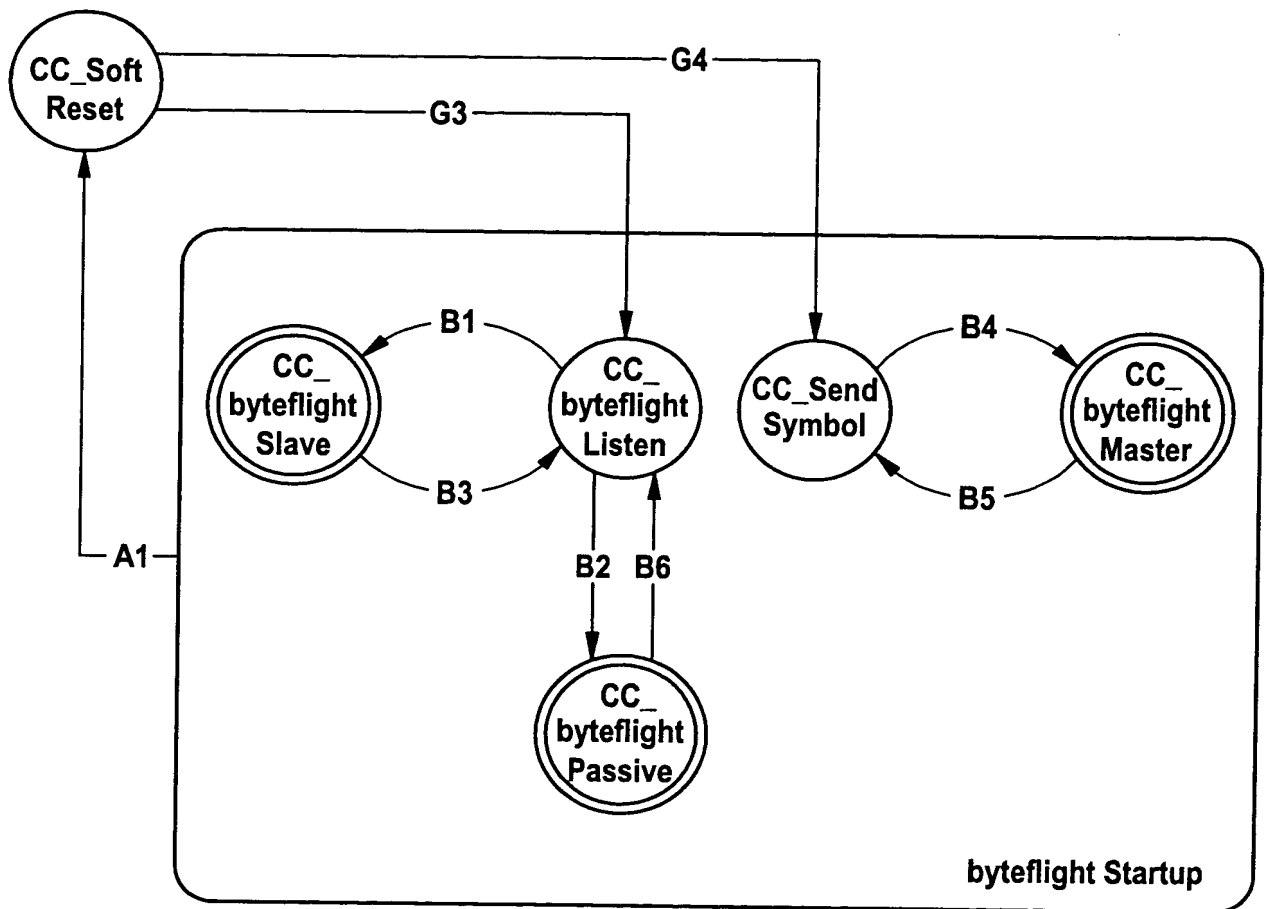 CC_Soft
Reset
G4
G3
B1
B4
CC_
byteflight
Slave
CC_
byteflight
Listen
CC_Send
Symbol
CC_
byteflight
Master
B3
B5
A1
B2
B6
CC_
byteflight
Passive
byteflight Startup